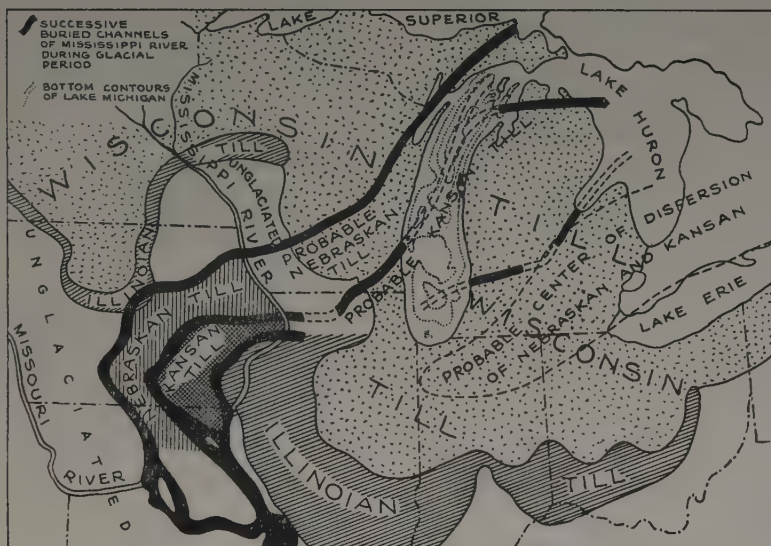 SUCCESSIVE
BURIED CHANNELS
OF MISSISSIPPI RIVER
DURING GLACIAL
PERIOD
BOTTOM CONTOURS
OF LAKE MICHIGAN
LAKE SUPERIOR
LAKE HURON
MISSISSIPPI RIVER
WISCONSIN
TILL
UNGLACIATED
PROBABLE
NEBRASKAN
TILL
PROBABLE KANSAN TILL
TILL
PROBABLE CENTER OF DISPERSION
OF NEBRASKAN AND KANSAN
LAKE ERIE
WISCONSIN
TILL
ILLINOIAN
NEBRASKAN TILL
KANSAN
TILL
UNGLACIATED
MISSOURI
RIVER
ILLINOIAN
TILL